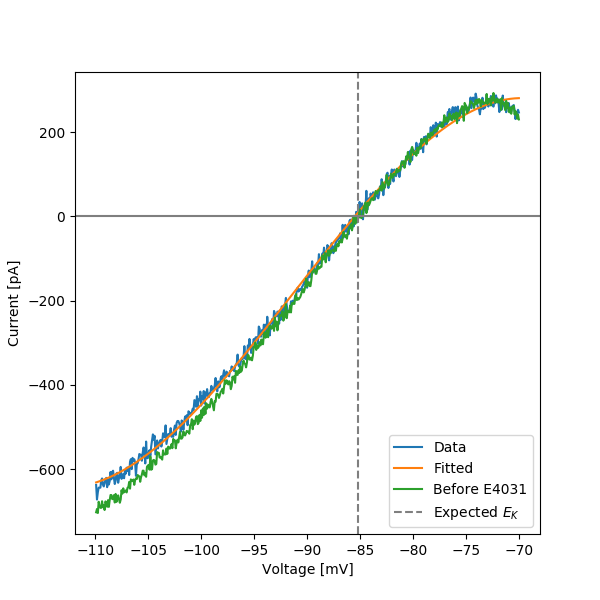 200
0
−200
−400
−600
Current [pA]
−110
−105
−100
−95
−90
−85
−80
−75
−70
Voltage [mV]
Data
Fitted
Before E4031
Expected E_K